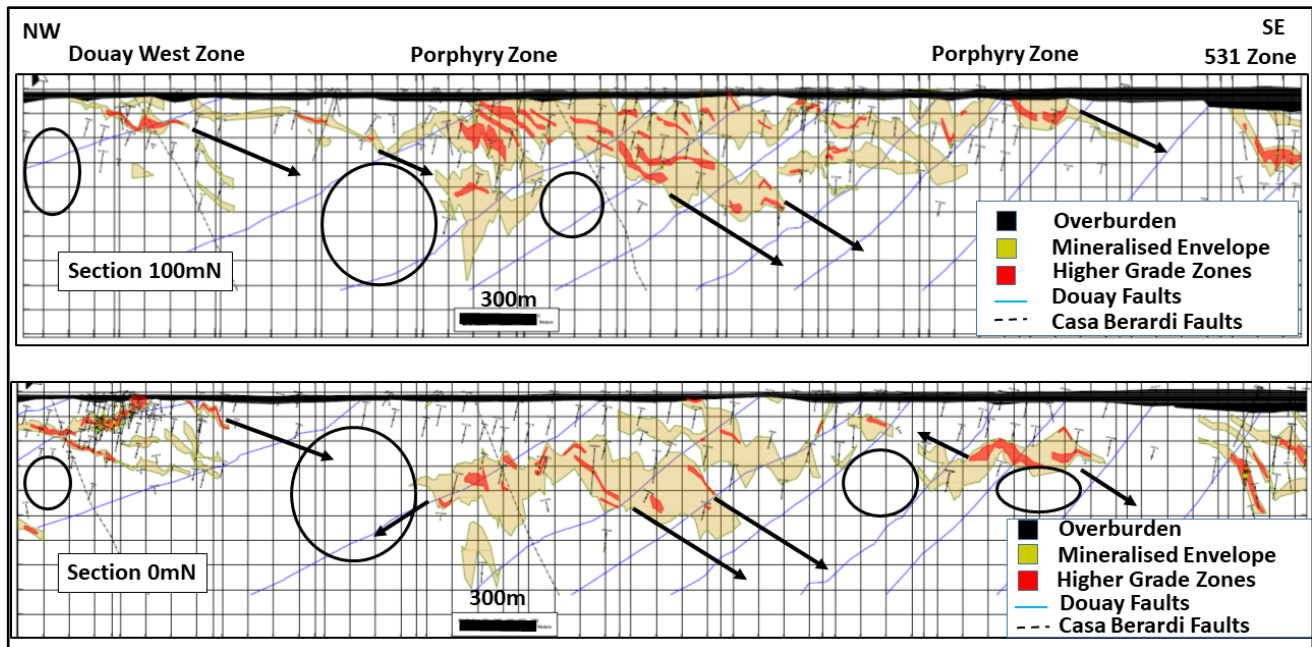 NW
SE
Douay West Zone
Porphyry Zone
Porphyry Zone
531 Zone
Section 100mN
300m
Meters
Overburden
Mineralised Envelope
Higher Grade Zones
Douay Faults
Casa Berardi Faults
Section 0mN
300m
Meters
Overburden
Mineralised Envelope
Higher Grade Zones
Douay Faults
Casa Berardi Faults